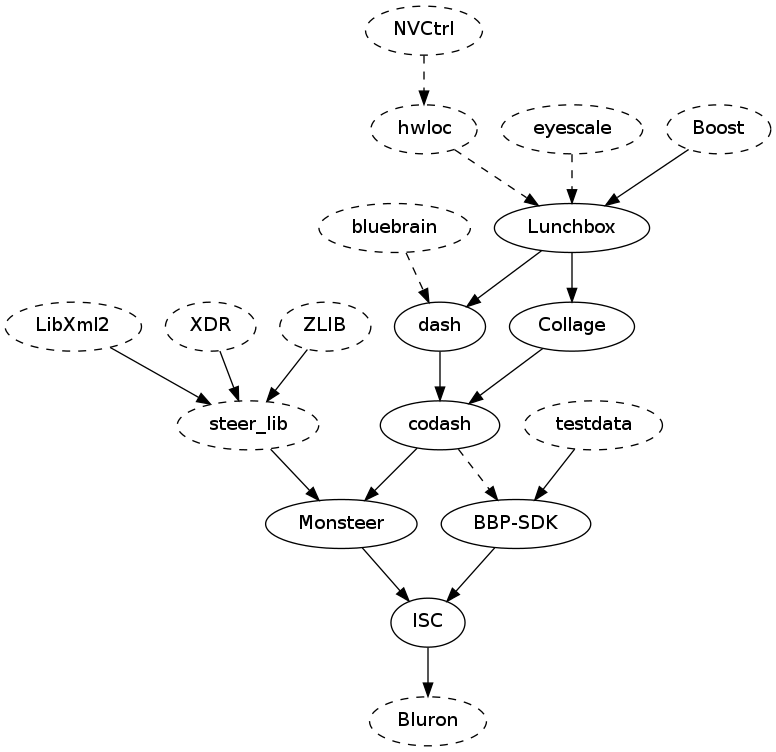 NVCtrl
hwloc
eyescale
Boost
bluebrain
Lunchbox
LibXml2
XDR
ZLIB
dash
Collage
steer_lib
codash
testdata
Monsteer
BBP-SDK
ISC
Bluron